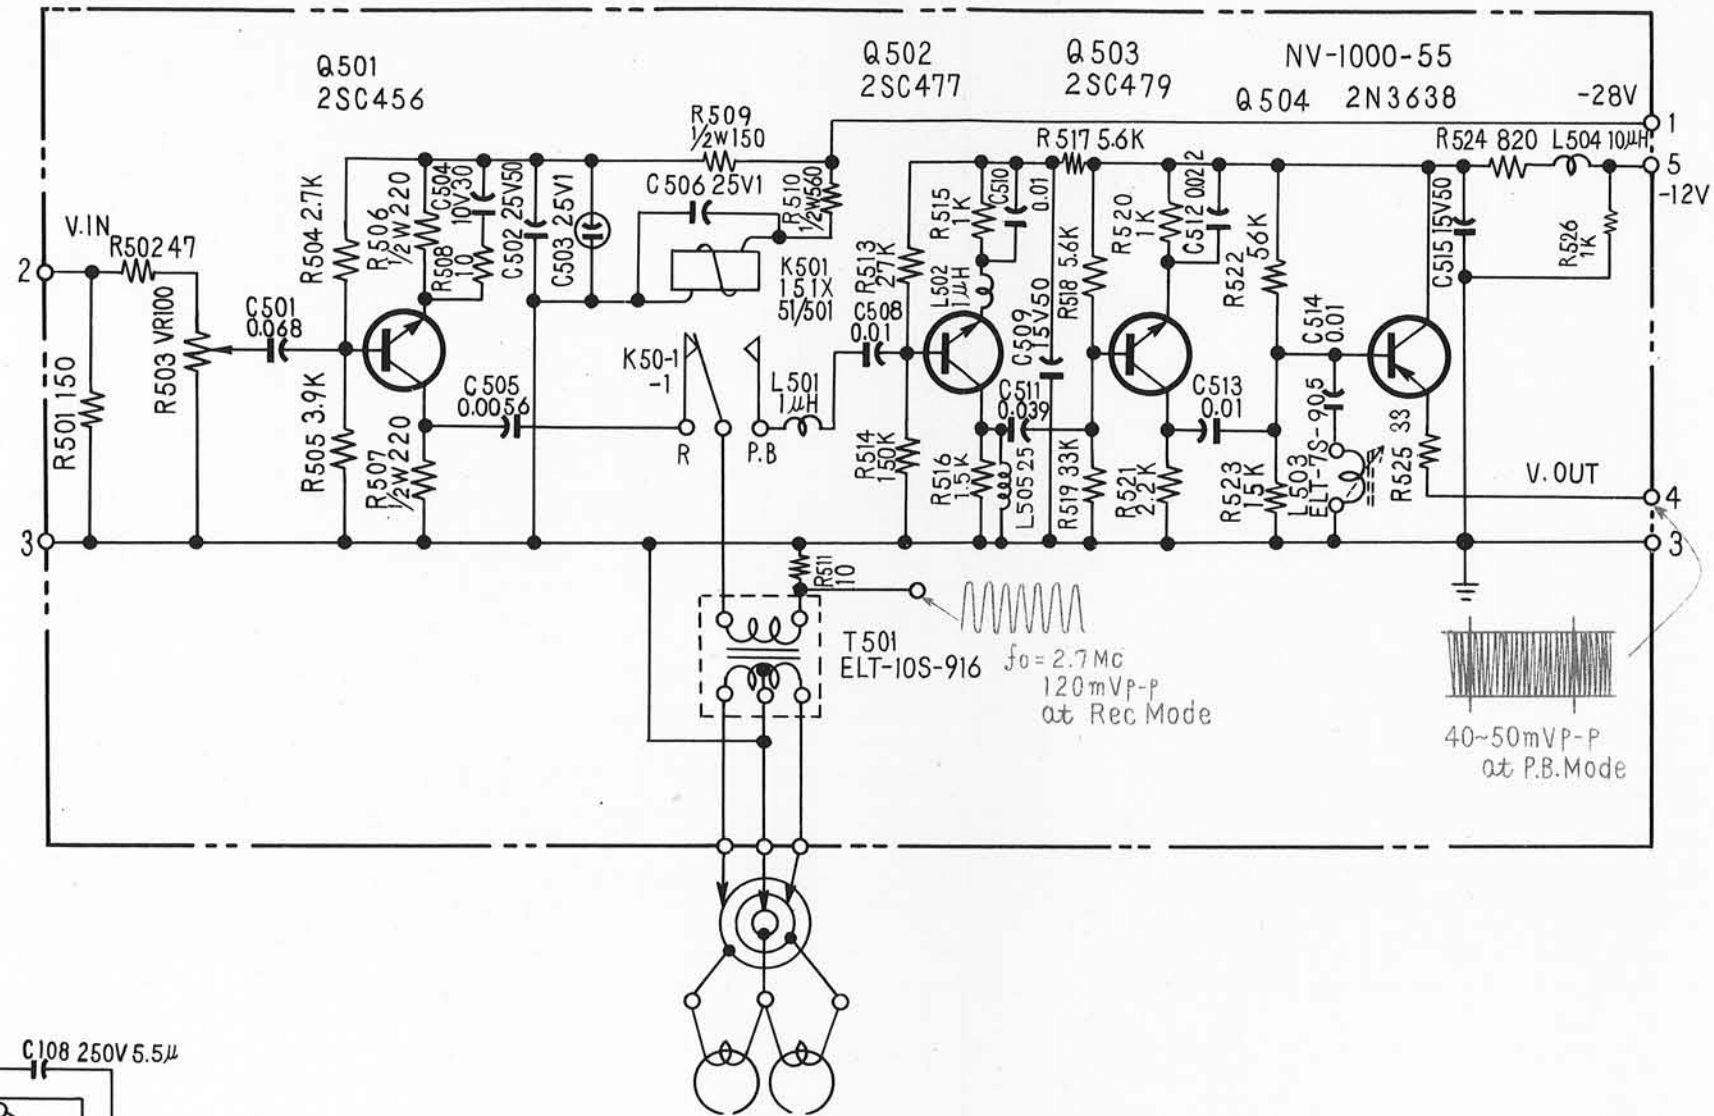 Q501
2SC456
Q502
2SC477
Q503
2SC479
NV-1000-55
Q504 2N3638
-28V
1
R509
1/2W150
R517 5.6K
R524 820
L504 10μH
5
-12V
V.IN
R502 47
2
R501 150
R503 VR100
C501
0.068
R504 2.7K
R505 3.9K
R506
1/2W 220
C504
10V30
R508
10
C502 25V50
C503 25V1
C506 25V1
R510
1/2W560
K501
151X
51/501
R507
1/2W220
C505
0.0056
K50-1
-1
R
P.B
L501
1μH
C508
0.01
R513
27K
R514
150K
R515
1K
C510
0.01
L502
1μH
C509
15V50
R516
1.5K
L505 25
C511
0.039
R518 5.6K
R519 33K
R520
1K
C512 0.022
R521
2.2K
C513
0.01
R522
56K
R523
15K
C514
0.01
L503
ELT-7S-905
C515 15V50
R525 33
R526
1K
V.OUT
4
3
3
R511
10
T501
ELT-10S-916
fo=2.7Mc
120mVP-P
at Rec Mode
40~50mVP-P
at P.B.Mode
C108 250V 5.5μ